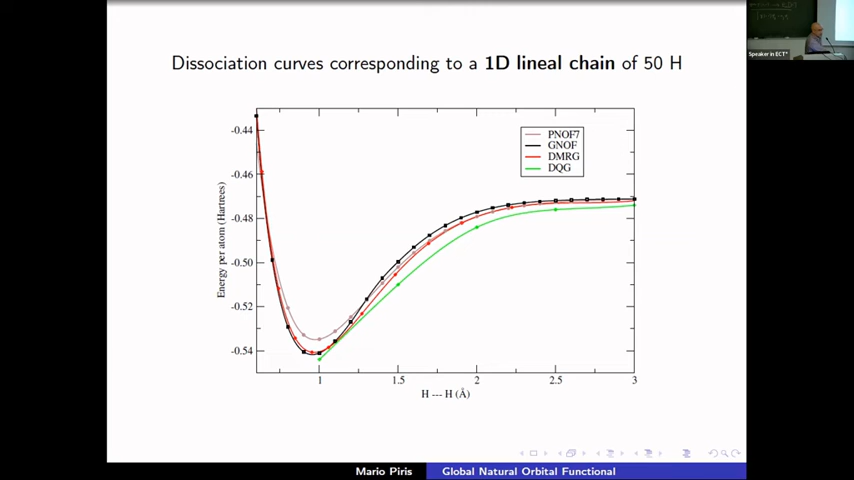 Dissociation curves corresponding to a 1D lineal chain of 50 H
PNOF7
GNOF
DMRG
DQG
Energy per atom (Hartrees)
-0.44
-0.46
-0.48
-0.50
-0.52
-0.54
1
1.5
2
2.5
3
H --- H (Å)
Mario Piris
Global Natural Orbital Functional
Speaker in ECT*